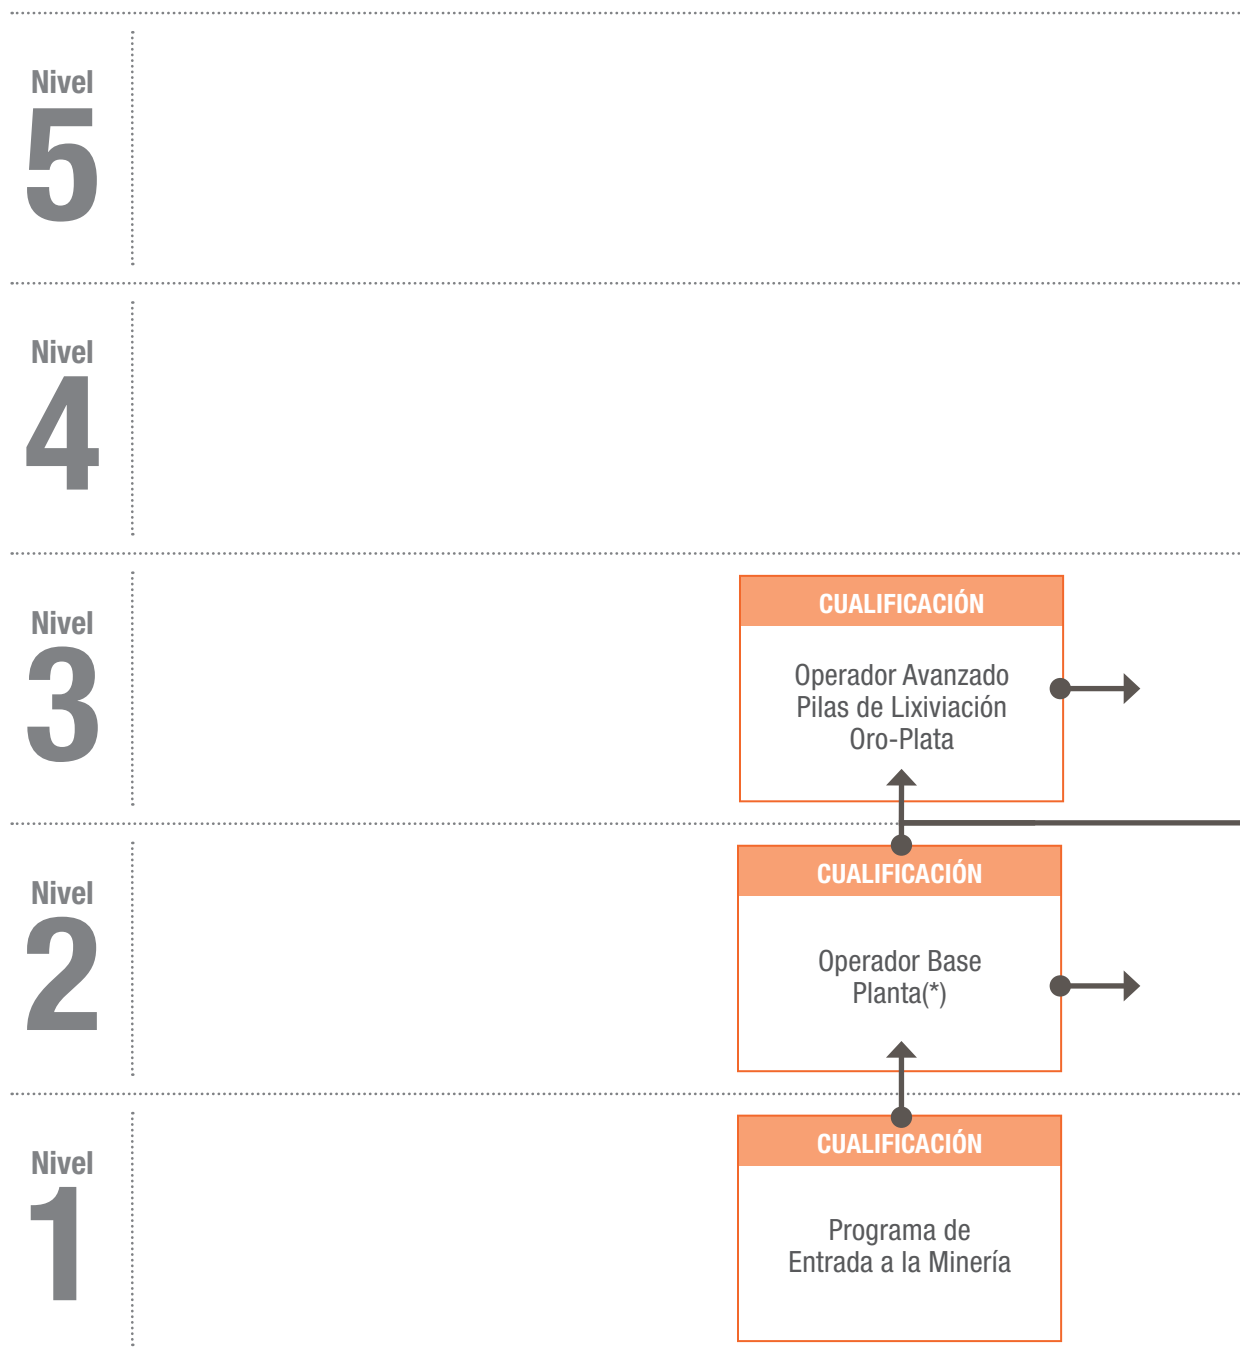 Nivel
5
Nivel
4
Nivel
3
CUALIFICACIÓN
Operador Avanzado
Pilas de Lixiviación
Oro-Plata
Nivel
2
CUALIFICACIÓN
Operador Base
Planta(*)
Nivel
1
CUALIFICACIÓN
Programa de
Entrada a la Minería